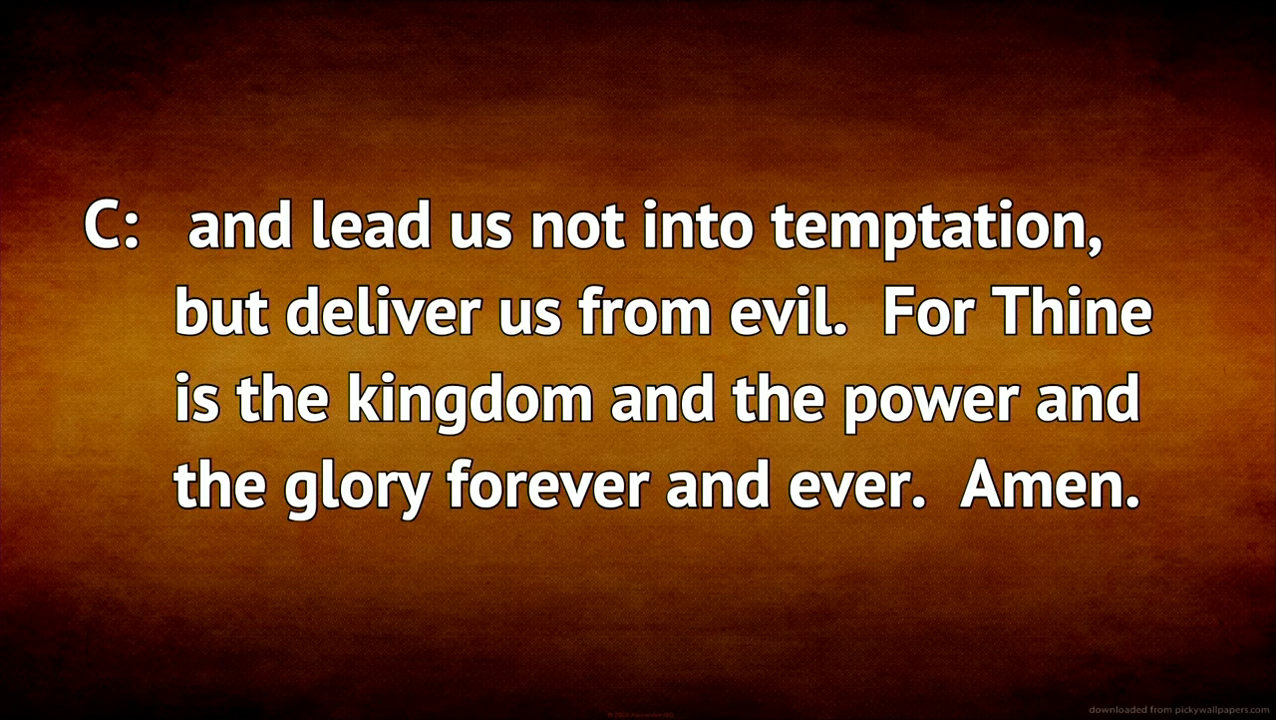 C: and lead us not into temptation,
but deliver us from evil. For Thine
is the kingdom and the power and
the glory forever and ever. Amen.
downloaded from pickywallpapers.com